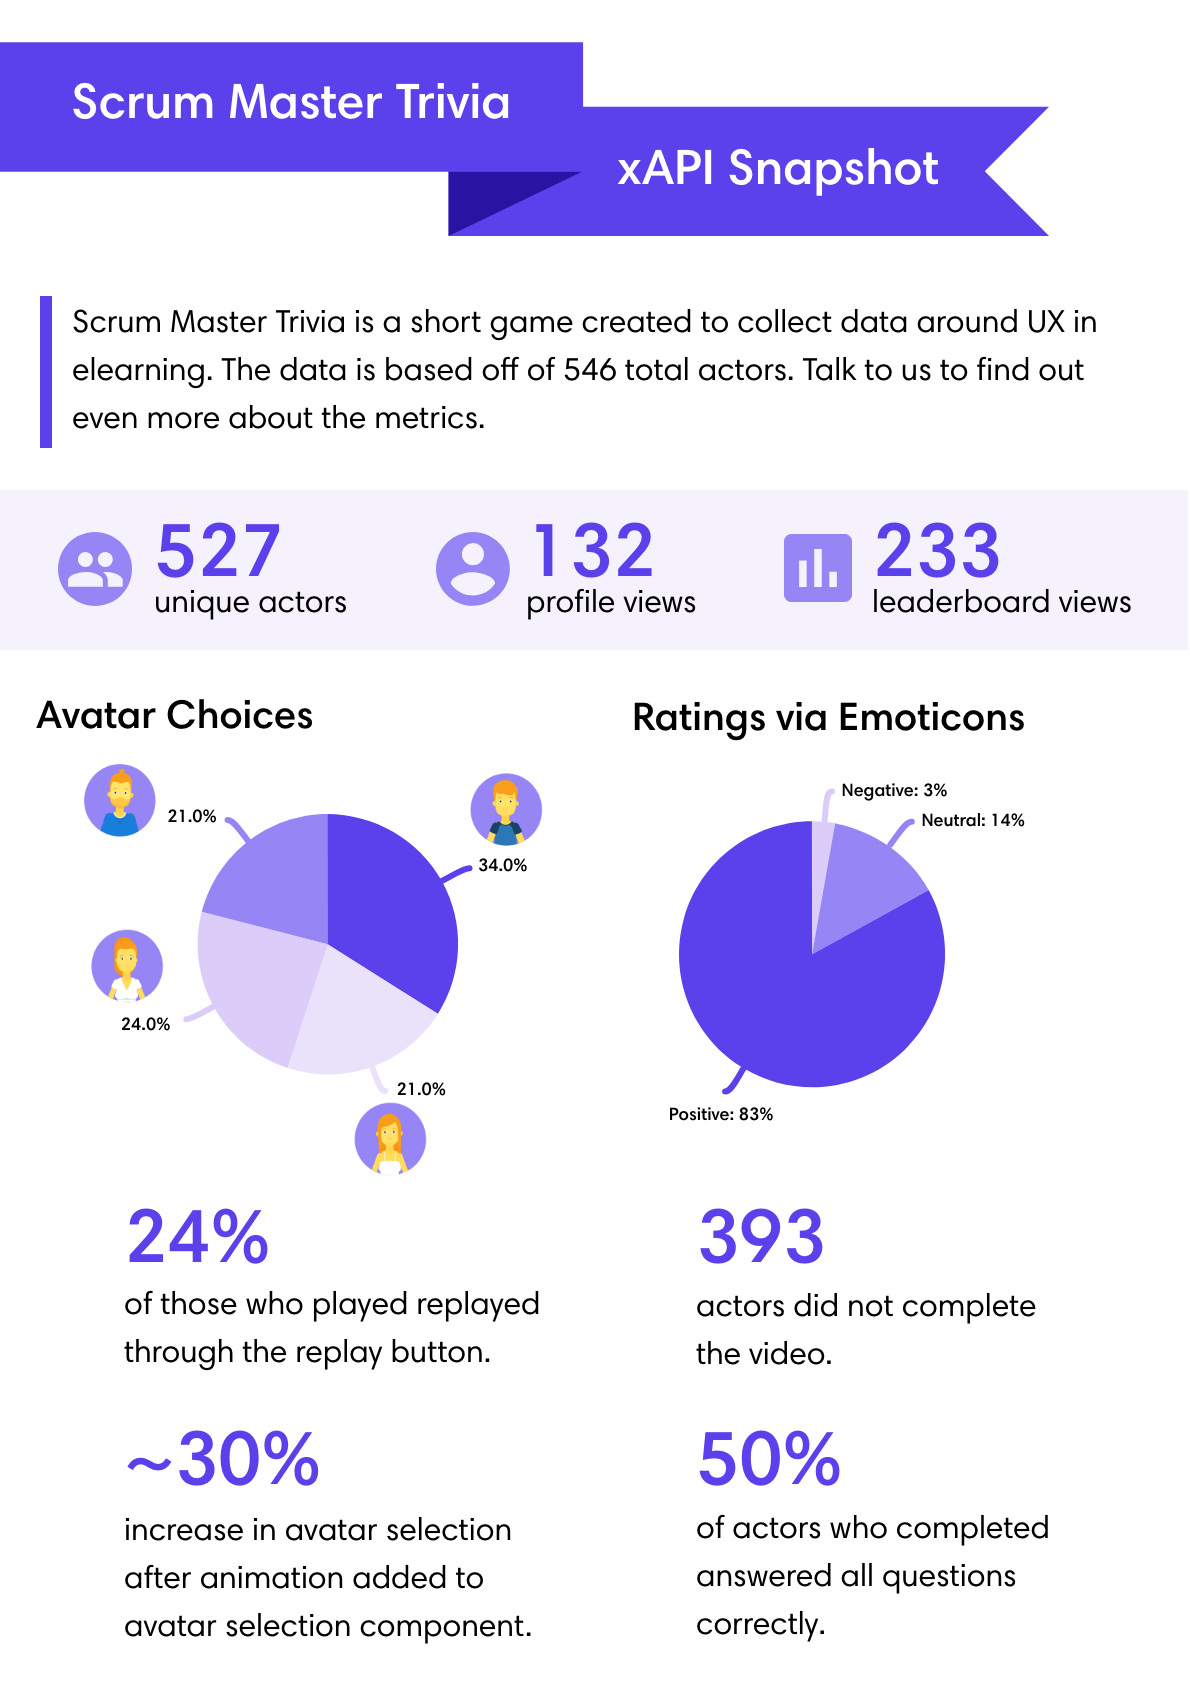 Scrum Master Trivia
xAPI Snapshot
Scrum Master Trivia is a short game created to collect data around UX in
elearning. The data is based off of 546 total actors. Talk to us to find out
even more about the metrics.
527
unique actors
132
profile views
233
leaderboard views
Avatar Choices
21.0%
34.0%
24.0%
21.0%
Ratings via Emoticons
Negative: 3%
Neutral: 14%
Positive: 83%
24%
of those who played replayed
through the replay button.
393
actors did not complete
the video.
~30%
increase in avatar selection
after animation added to
avatar selection component.
50%
of actors who completed
answered all questions
correctly.